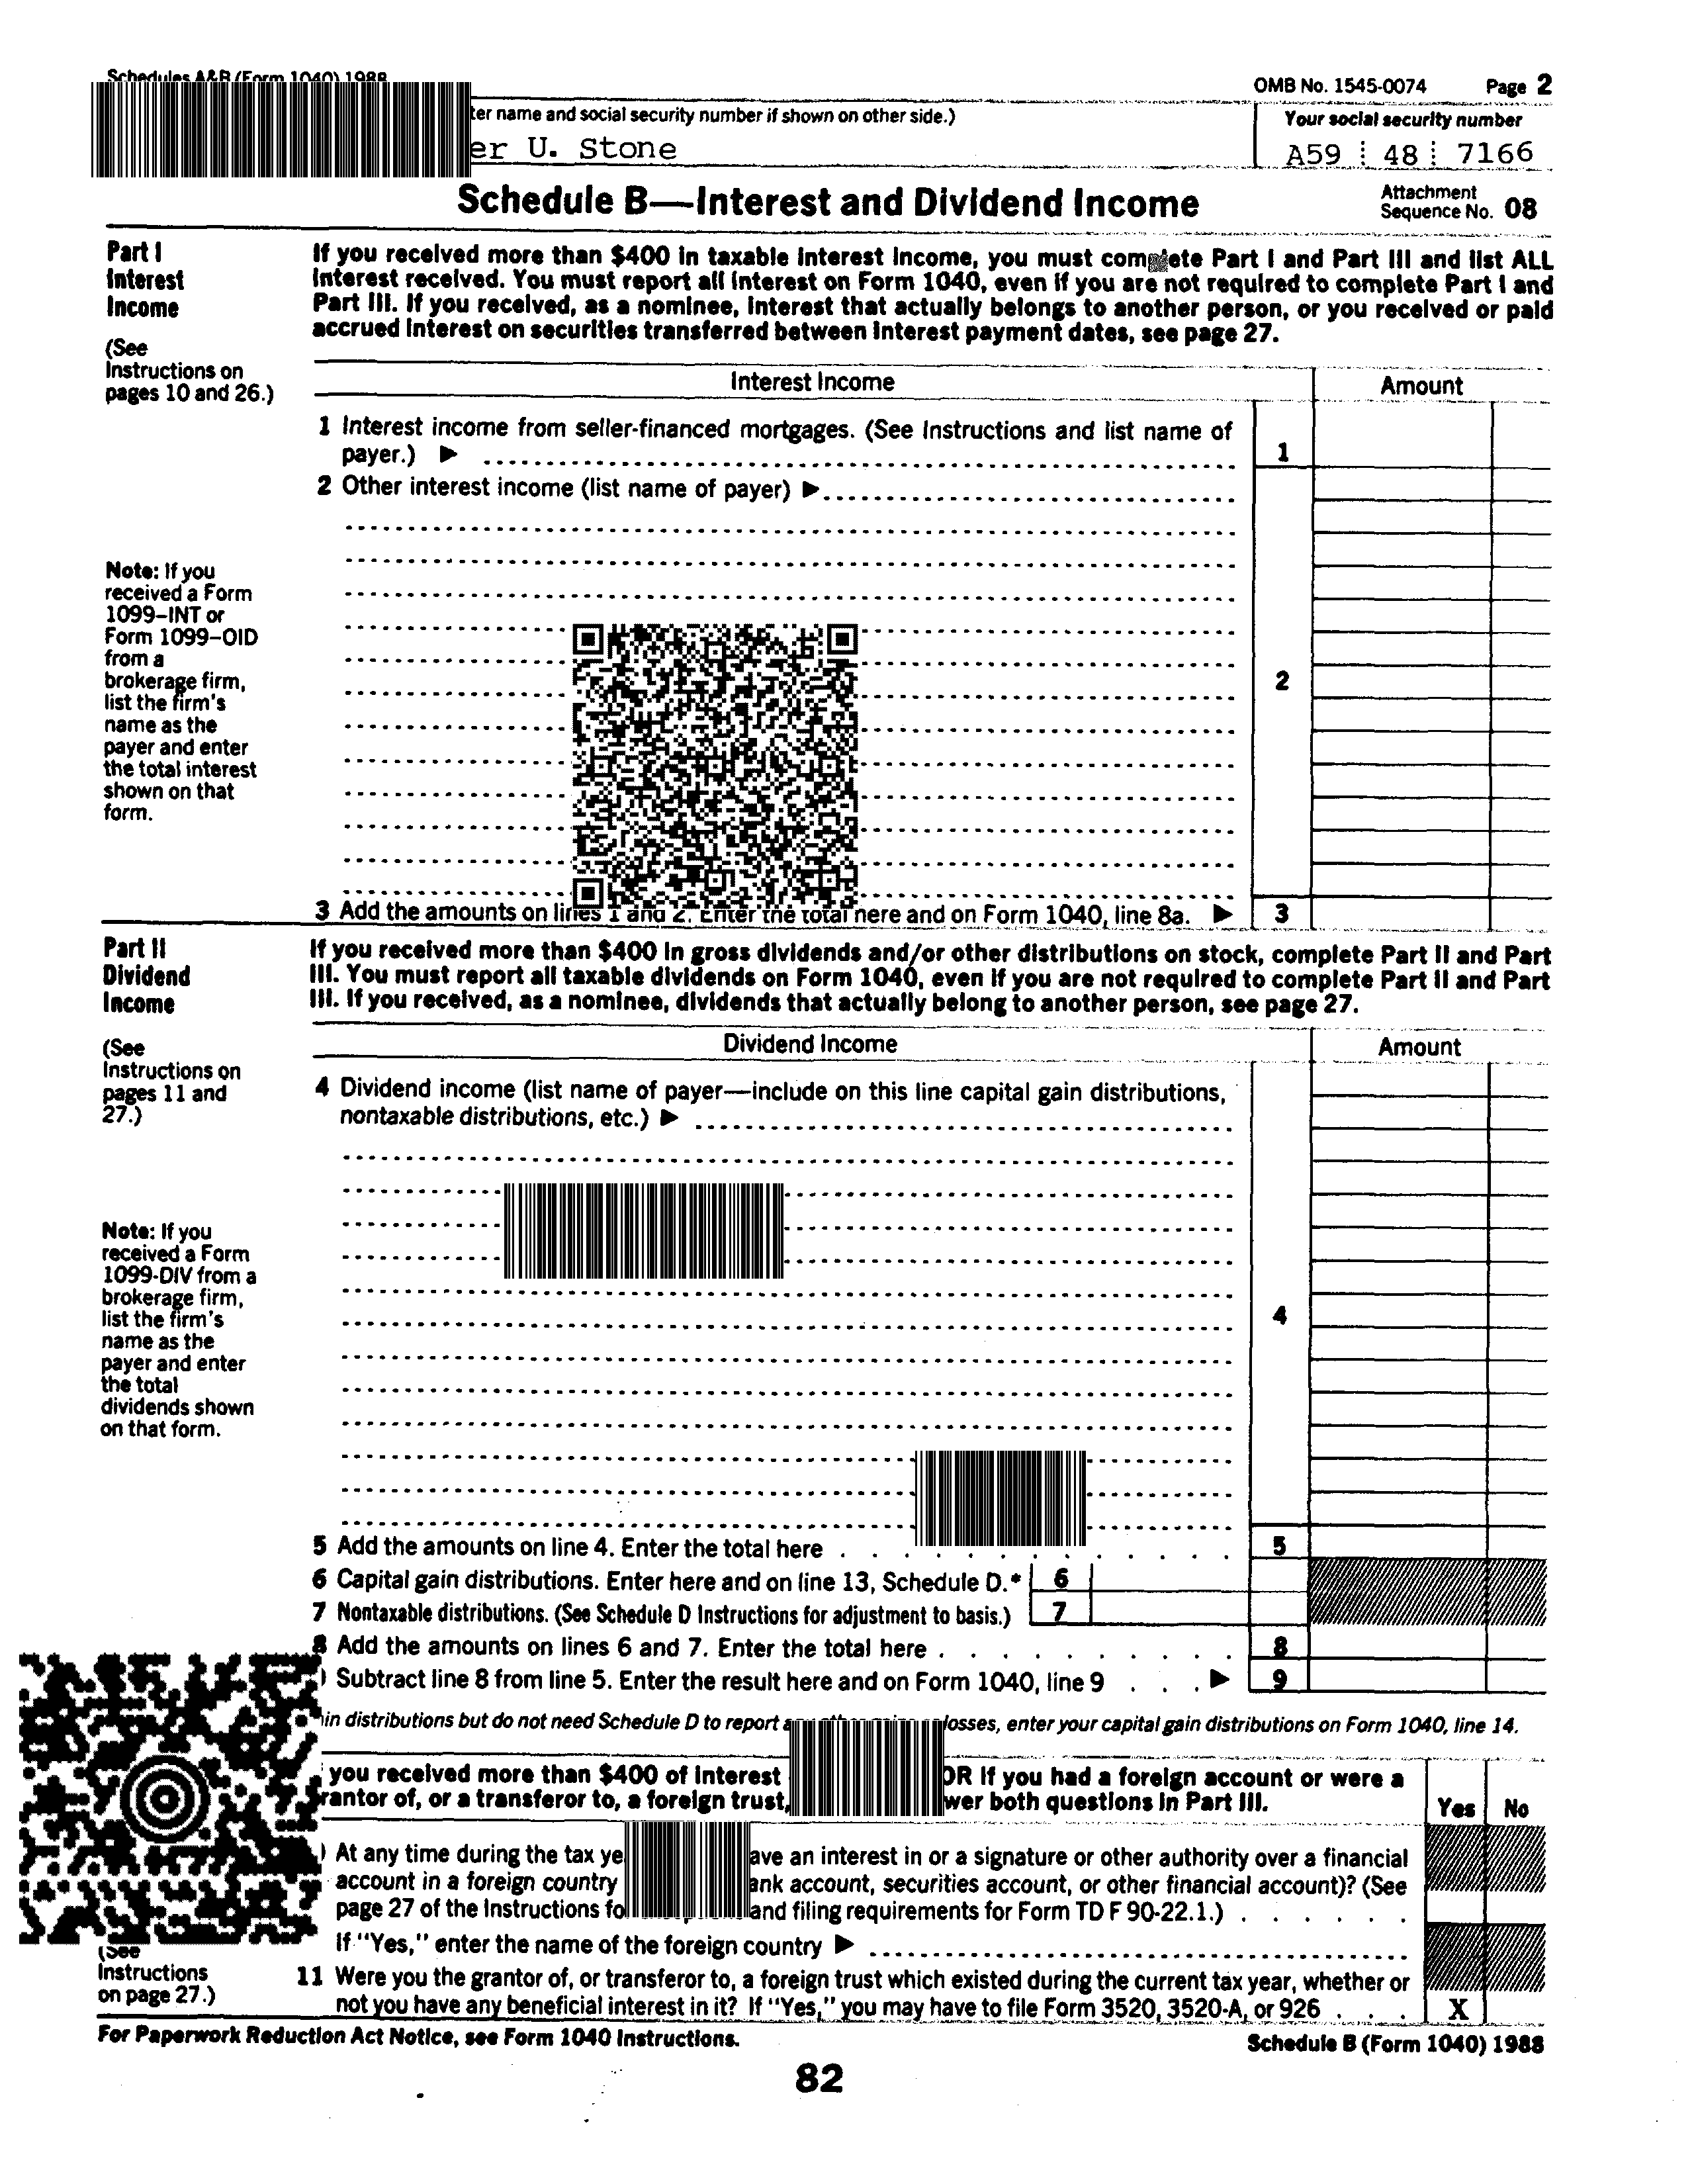 Schedules A&B (Form 1040) 1988 OMB No. 1545-0074 Page 2
name and social security number if shown on other side.) Your social security number
U. Stone A59 48 7166
Schedule B—Interest and Dividend Income Attachment
Sequence No. 08
Part I
Interest
Income
(See
Instructions on
pages 10 and 26.)
If you received more than $400 in taxable interest income, you must complete Part I and Part III and list ALL
interest received. You must report all interest on Form 1040, even if you are not required to complete Part I and
Part III. If you received, as a nominee, interest that actually belongs to another person, or you received or paid
accrued interest on securities transferred between interest payment dates, see page 27.
Interest Income Amount
1 Interest income from seller-financed mortgages. (See Instructions and list name of
payer.) ▶ 1
2 Other interest income (list name of payer) ▶
Note: If you
received a Form
1099–INT or
Form 1099–OID
from a
brokerage firm,
list the firm's
name as the
payer and enter
the total interest
shown on that
form.
2
3 Add the amounts on lines 1 and 2. Enter the total here and on Form 1040, line 8a. ▶ 3
Part II
Dividend
Income
(See
Instructions on
pages 11 and
27.)
If you received more than $400 in gross dividends and/or other distributions on stock, complete Part II and Part
III. You must report all taxable dividends on Form 1040, even if you are not required to complete Part II and Part
III. If you received, as a nominee, dividends that actually belong to another person, see page 27.
Dividend Income Amount
4 Dividend income (list name of payer—include on this line capital gain distributions,
nontaxable distributions, etc.) ▶
Note: If you
received a Form
1099-DIV from a
brokerage firm,
list the firm's
name as the
payer and enter
the total
dividends shown
on that form.
4
5 Add the amounts on line 4. Enter the total here 5
6 Capital gain distributions. Enter here and on line 13, Schedule D.* 6
7 Nontaxable distributions. (See Schedule D Instructions for adjustment to basis.) 7
8 Add the amounts on lines 6 and 7. Enter the total here 8
Subtract line 8 from line 5. Enter the result here and on Form 1040, line 9 ▶ 9
distributions but do not need Schedule D to report losses, enter your capital gain distributions on Form 1040, line 14.
you received more than $400 of interest OR if you had a foreign account or were a
grantor of, or a transferor to, a foreign trust, both questions in Part III. Yes No
At any time during the tax an interest in or a signature or other authority over a financial
account in a foreign country account, securities account, or other financial account)? (See
page 27 of the Instructions and filing requirements for Form TD F 90-22.1.)
If "Yes," enter the name of the foreign country ▶
(See
Instructions
on page 27.)
11 Were you the grantor of, or transferor to, a foreign trust which existed during the current tax year, whether or
not you have any beneficial interest in it? If "Yes," you may have to file Form 3520, 3520-A, or 926 X
For Paperwork Reduction Act Notice, see Form 1040 Instructions. Schedule B (Form 1040) 1988
82